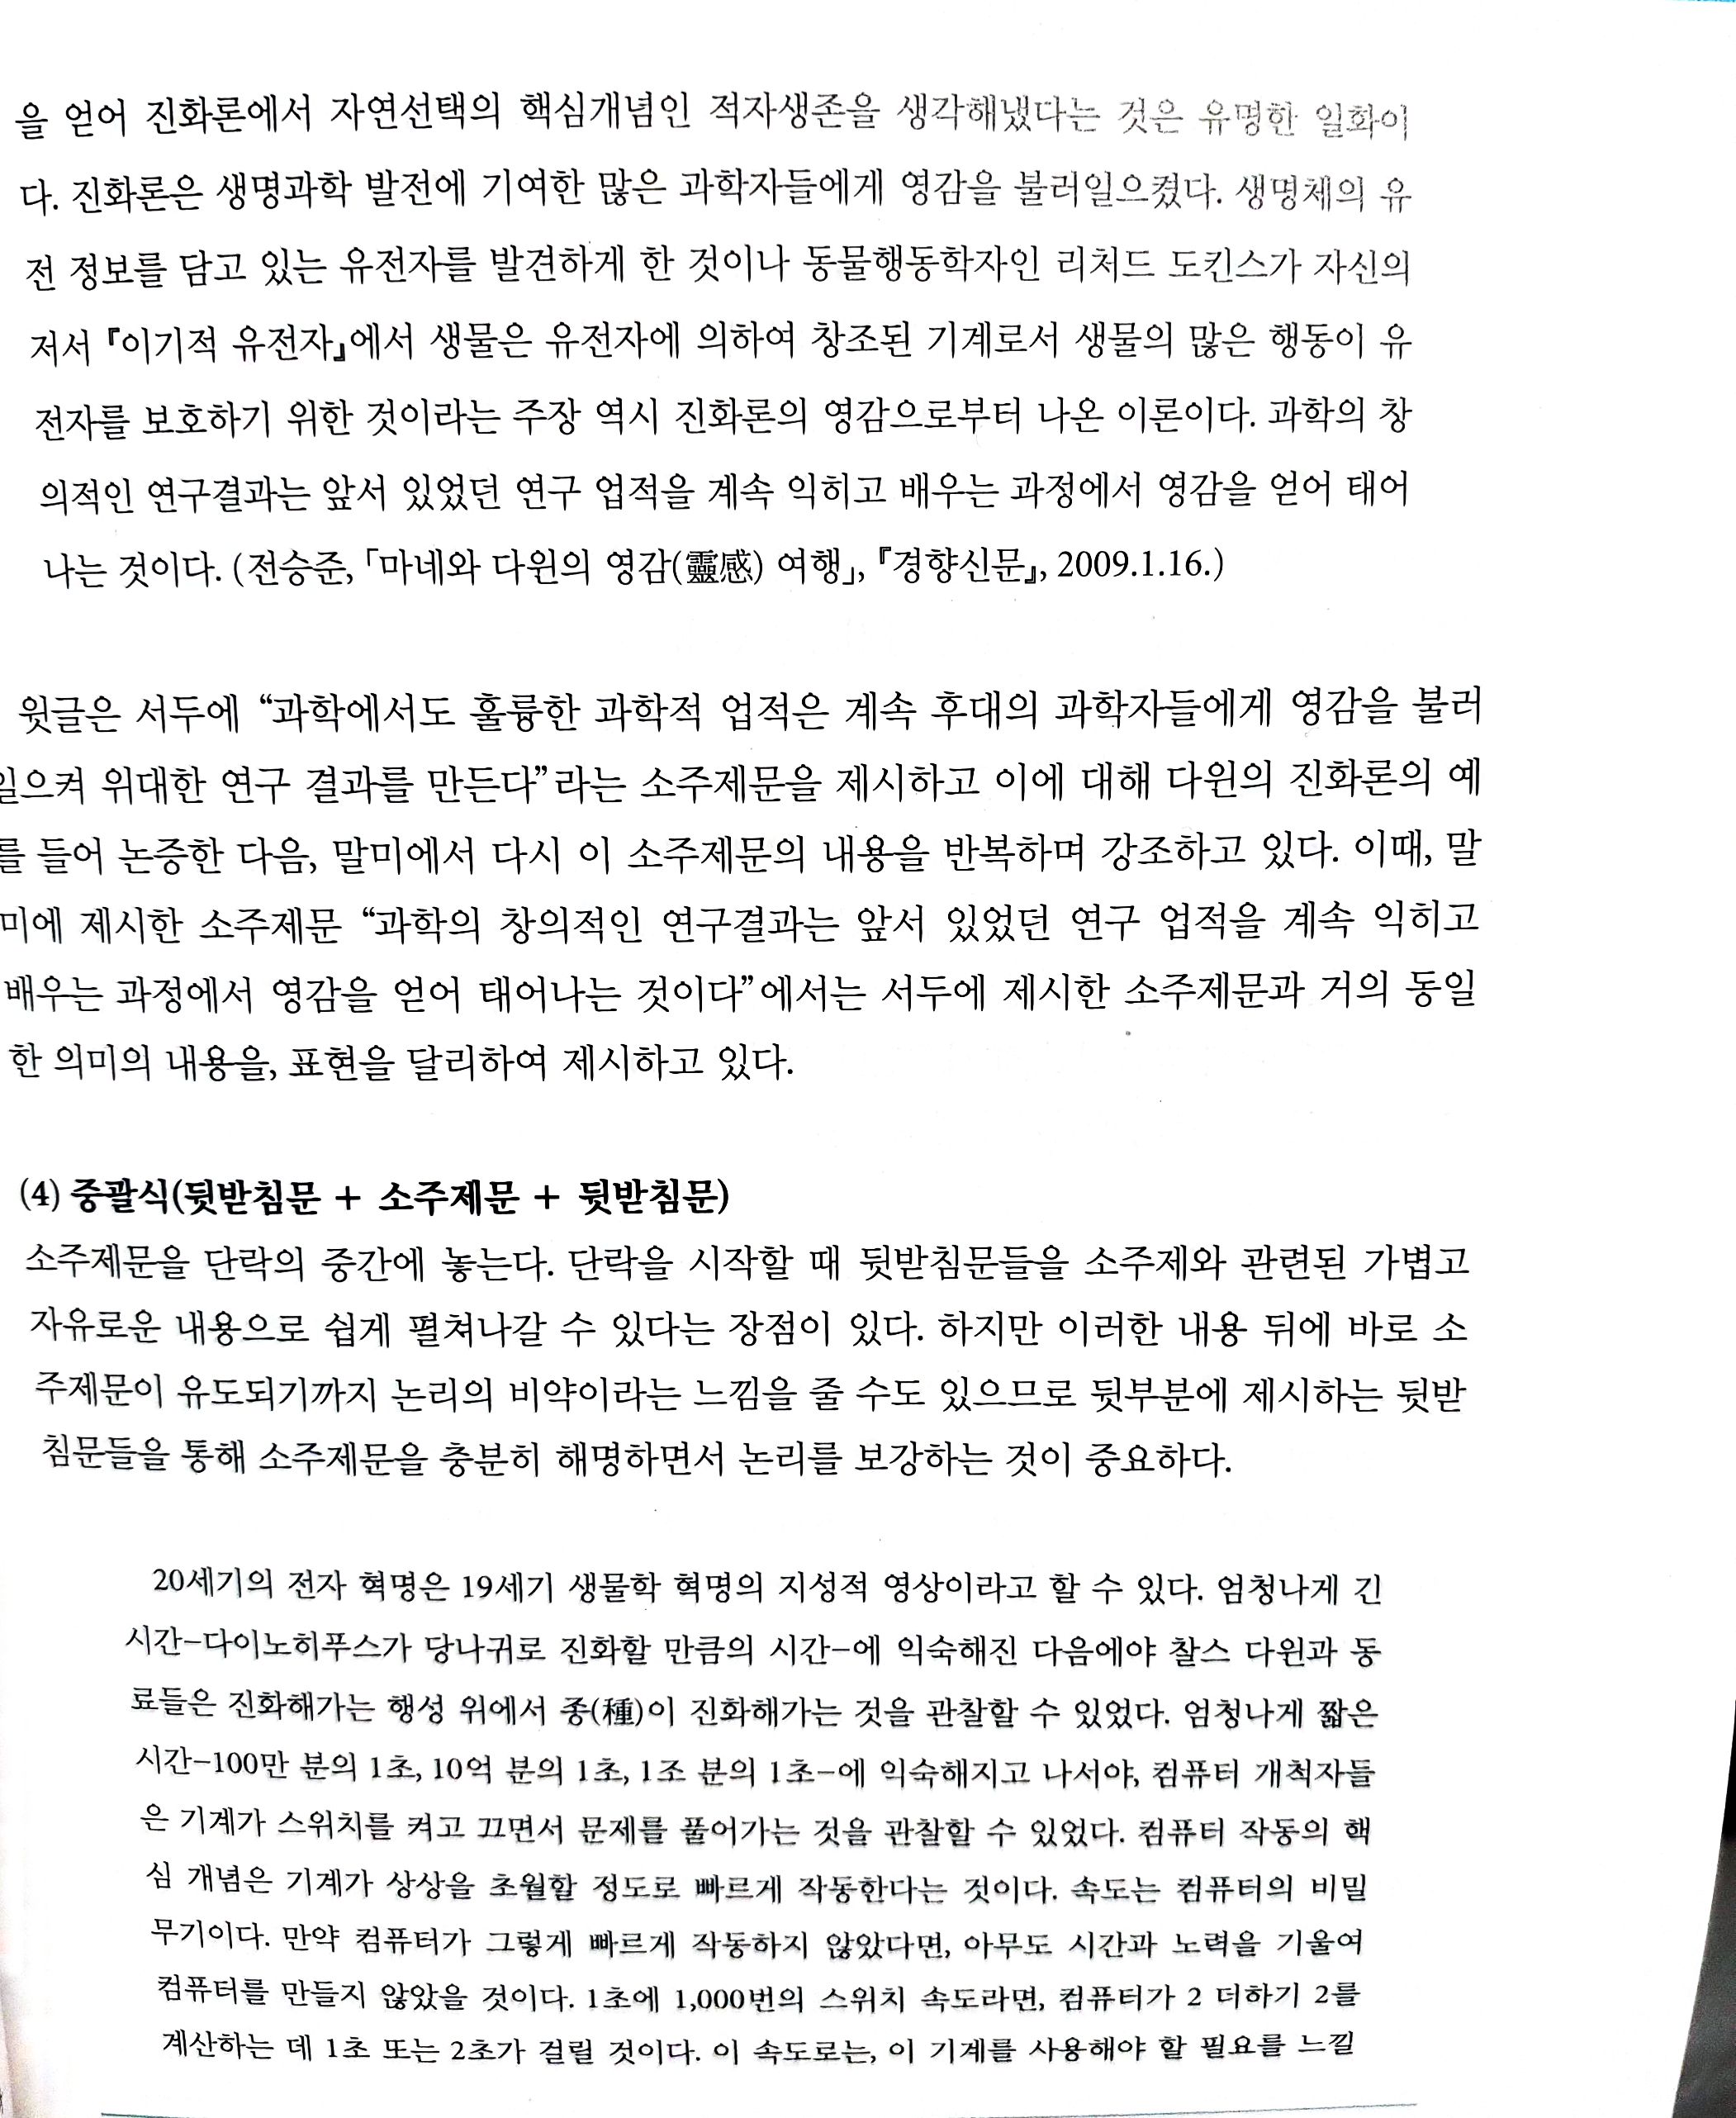 을 얻어 진화론에서 자연선택의 핵심개념인 적자생존을 생각해냈다는 것은 유명한 일화이
다. 진화론은 생명과학 발전에 기여한 많은 과학자들에게 영감을 불러일으켰다. 생명체의 유
전 정보를 담고 있는 유전자를 발견하게 한 것이나 동물행동학자인 리처드 도킨스가 자신의
저서 『이기적 유전자』에서 생물은 유전자에 의하여 창조된 기계로서 생물의 많은 행동이 유
전자를 보호하기 위한 것이라는 주장 역시 진화론의 영감으로부터 나온 이론이다. 과학의 창
의적인 연구결과는 앞서 있었던 연구 업적을 계속 익히고 배우는 과정에서 영감을 얻어 태어
나는 것이다. (전승준, 「마네와 다윈의 영감(靈感) 여행」, 『경향신문』, 2009.1.16.)
윗글은 서두에 “과학에서도 훌륭한 과학적 업적은 계속 후대의 과학자들에게 영감을 불러
일으켜 위대한 연구 결과를 만든다”라는 소주제문을 제시하고 이에 대해 다윈의 진화론의 예
를 들어 논증한 다음, 말미에서 다시 이 소주제문의 내용을 반복하며 강조하고 있다. 이때, 말
미에 제시한 소주제문 “과학의 창의적인 연구결과는 앞서 있었던 연구 업적을 계속 익히고
배우는 과정에서 영감을 얻어 태어나는 것이다”에서는 서두에 제시한 소주제문과 거의 동일
한 의미의 내용을, 표현을 달리하여 제시하고 있다.
(4) 중괄식(뒷받침문 + 소주제문 + 뒷받침문)
소주제문을 단락의 중간에 놓는다. 단락을 시작할 때 뒷받침문들을 소주제와 관련된 가볍고
자유로운 내용으로 쉽게 펼쳐나갈 수 있다는 장점이 있다. 하지만 이러한 내용 뒤에 바로 소
주제문이 유도되기까지 논리의 비약이라는 느낌을 줄 수도 있으므로 뒷부분에 제시하는 뒷받
침문들을 통해 소주제문을 충분히 해명하면서 논리를 보강하는 것이 중요하다.
20세기의 전자 혁명은 19세기 생물학 혁명의 지성적 영상이라고 할 수 있다. 엄청나게 긴
시간-다이노히푸스가 당나귀로 진화할 만큼의 시간-에 익숙해진 다음에야 찰스 다윈과 동
료들은 진화해가는 행성 위에서 종(種)이 진화해가는 것을 관찰할 수 있었다. 엄청나게 짧은
시간-100만 분의 1초, 10억 분의 1초, 1조 분의 1초-에 익숙해지고 나서야, 컴퓨터 개척자들
은 기계가 스위치를 켜고 끄면서 문제를 풀어가는 것을 관찰할 수 있었다. 컴퓨터 작동의 핵
심 개념은 기계가 상상을 초월할 정도로 빠르게 작동한다는 것이다. 속도는 컴퓨터의 비밀
무기이다. 만약 컴퓨터가 그렇게 빠르게 작동하지 않았다면, 아무도 시간과 노력을 기울여
컴퓨터를 만들지 않았을 것이다. 1초에 1,000번의 스위치 속도라면, 컴퓨터가 2 더하기 2를
계산하는 데 1초 또는 2초가 걸릴 것이다. 이 속도로는, 이 기계를 사용해야 할 필요를 느낄